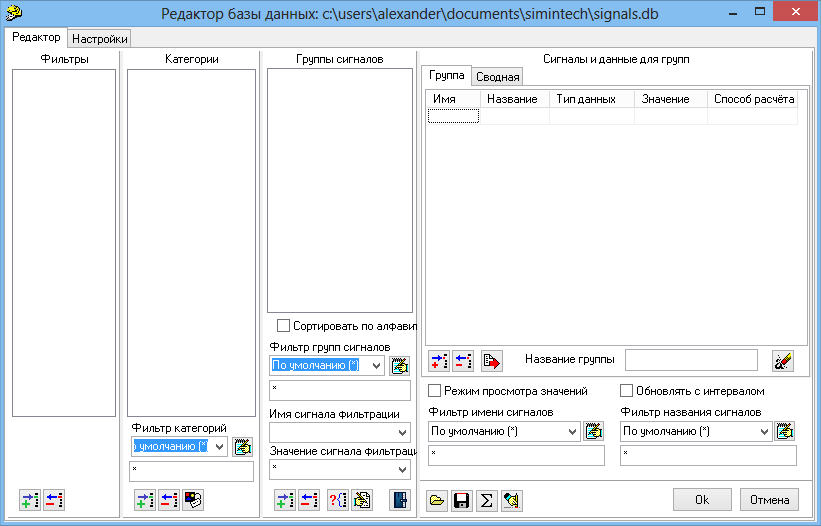 Редактор базы данных: c:\users\alexander\documents\simintech\signals.db
Редактор
Настройки
Фильтры
Категории
Группы сигналов
Сигналы и данные для групп
Группа
Сводная
Имя
Название
Тип данных
Значение
Способ расчёта
Сортировать по алфавит
Фильтр групп сигналов
По умолчанию (*)
*
Имя сигнала фильтрации
Значение сигнала фильтраци
*
Фильтр категорий
умолчанию (*
*
Название группы
Режим просмотра значений
Обновлять с интервалом
Фильтр имени сигналов
Фильтр названия сигналов
По умолчанию (*)
По умолчанию (*)
*
*
Ok
Отмена